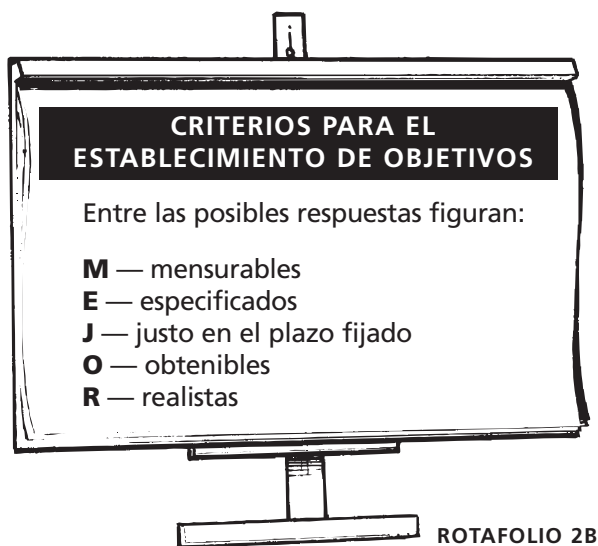 CRITERIOS PARA EL
ESTABLECIMIENTO DE OBJETIVOS
Entre las posibles respuestas figuran:
M — mensurables
E — especificados
J — justo en el plazo fijado
O — obtenibles
R — realistas
ROTAFOLIO 2B